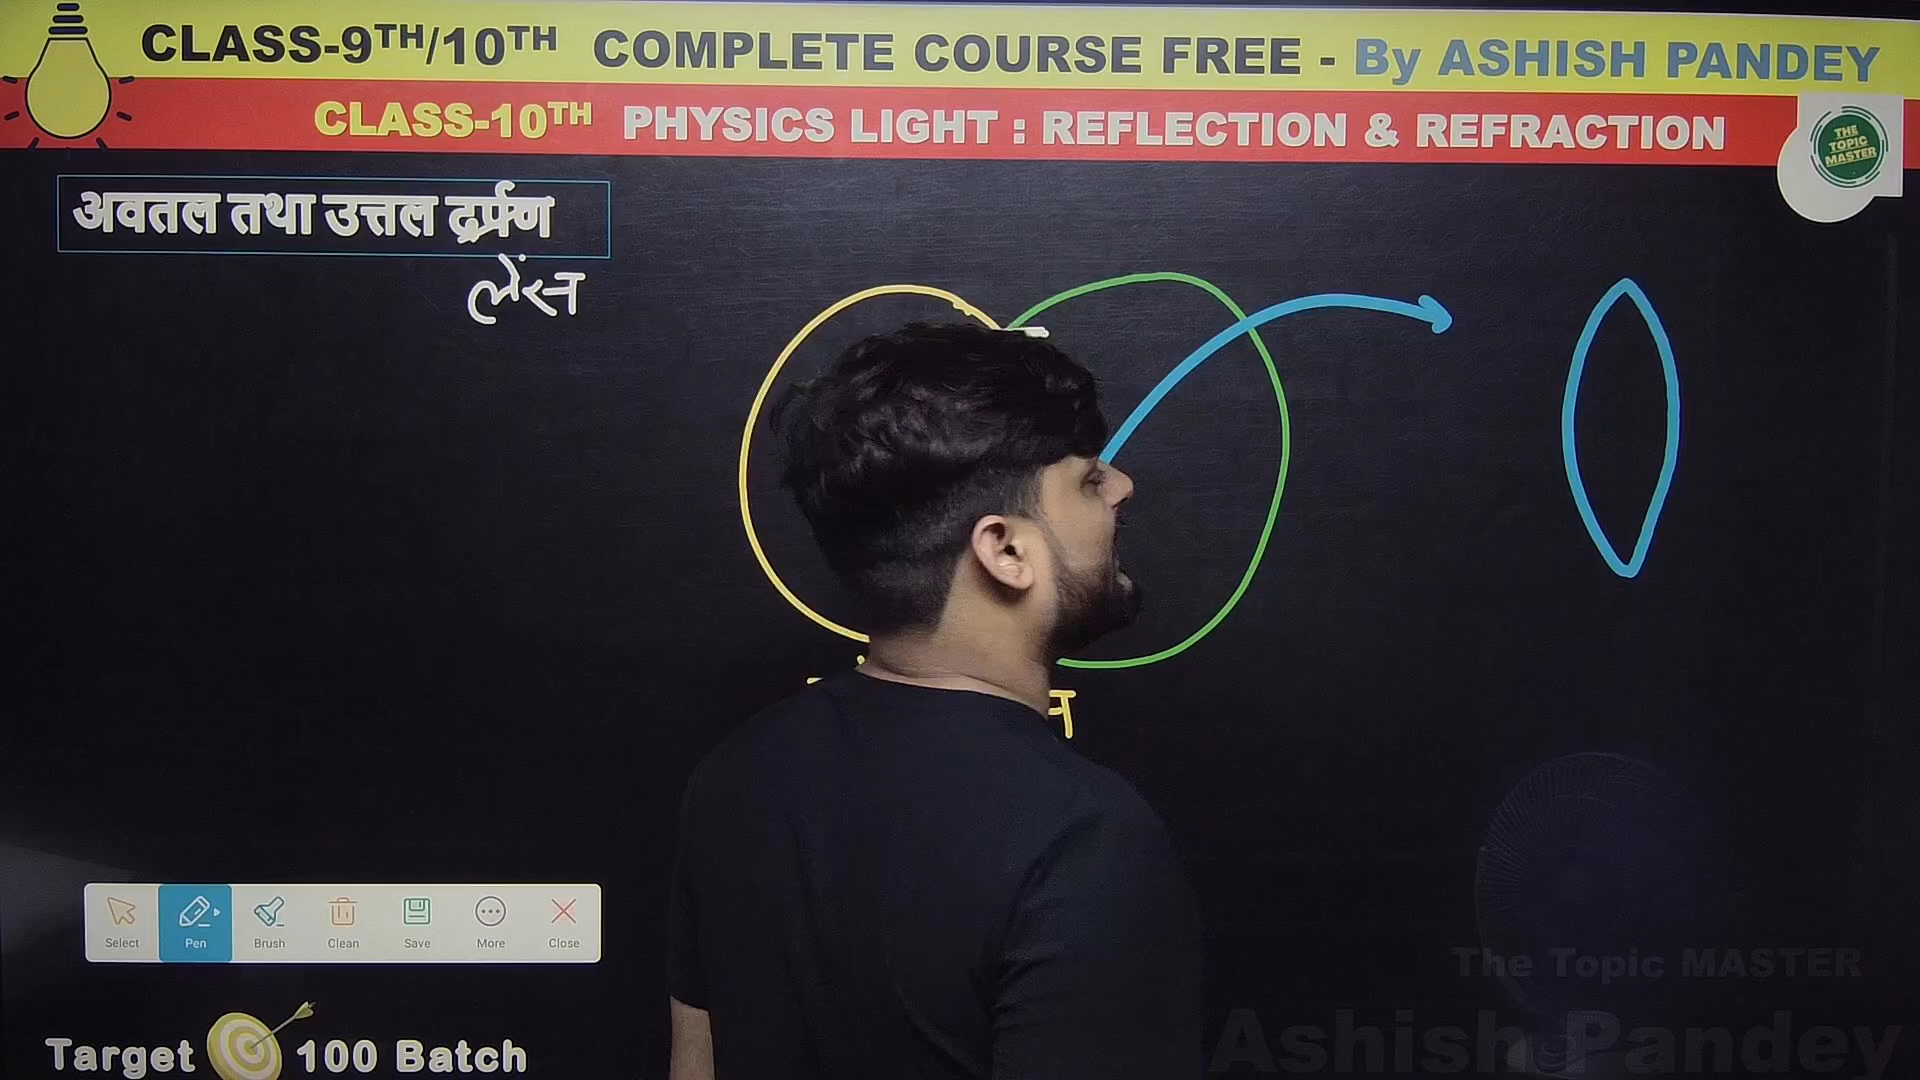 CLASS-9TH/10TH COMPLETE COURSE FREE - By ASHISH PANDEY
CLASS-10TH PHYSICS LIGHT : REFLECTION & REFRACTION
THE
TOPIC
MASTER
अवतल तथा उत्तल दर्प्रण
लेंस
Select Pen Brush Clean Save More Close
The Topic MASTER
Ashish Pandey
Target 100 Batch